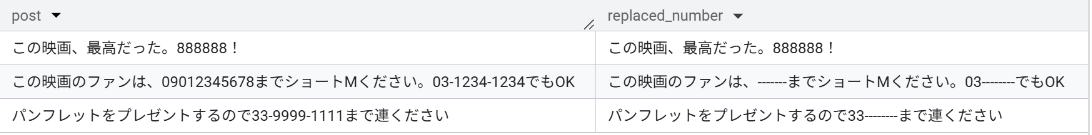 post replaced_number
この映画、最高だった。888888！ この映画、最高だった。888888！
この映画のファンは、09012345678までショートMください。03-1234-1234でもOK この映画のファンは、-------までショートMください。03--------でもOK
パンフレットをプレゼントするので33-9999-1111まで連ください パンフレットをプレゼントするので33--------まで連ください